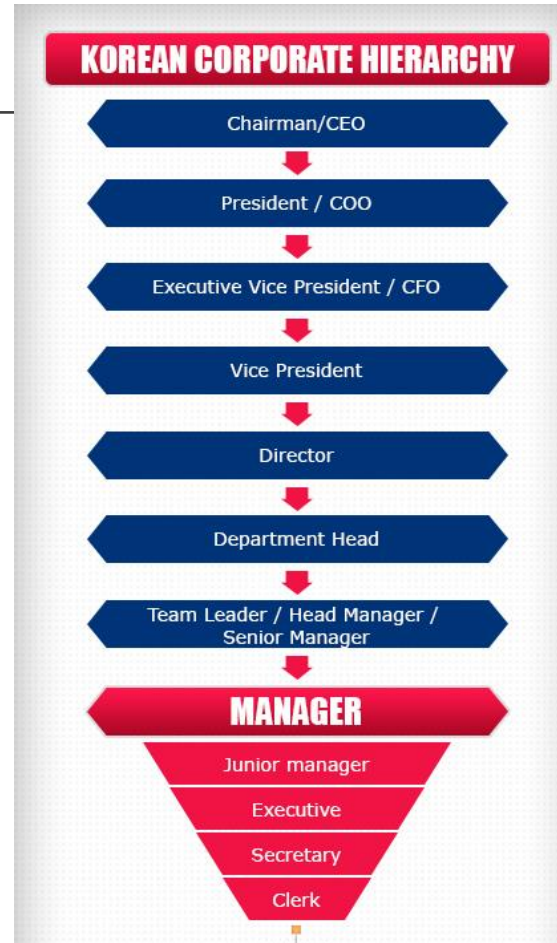 KOREAN CORPORATE HIERARCHY
Chairman/CEO
President / COO
Executive Vice President / CFO
Vice President
Director
Department Head
Team Leader / Head Manager /
Senior Manager
MANAGER
Junior manager
Executive
Secretary
Clerk